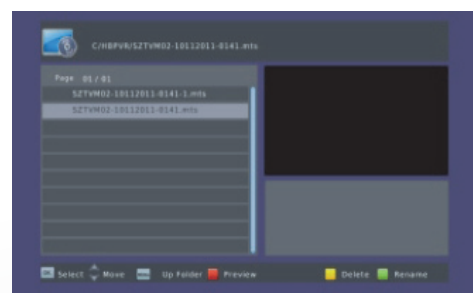 C/HBPVR/SZTVM02-10112011-0141.mts
Page 01/01
SZTVM02-10112011-0141-1.mts
SZTVM02-10112011-0141.mts
Select Move Up Folder Preview Delete Rename